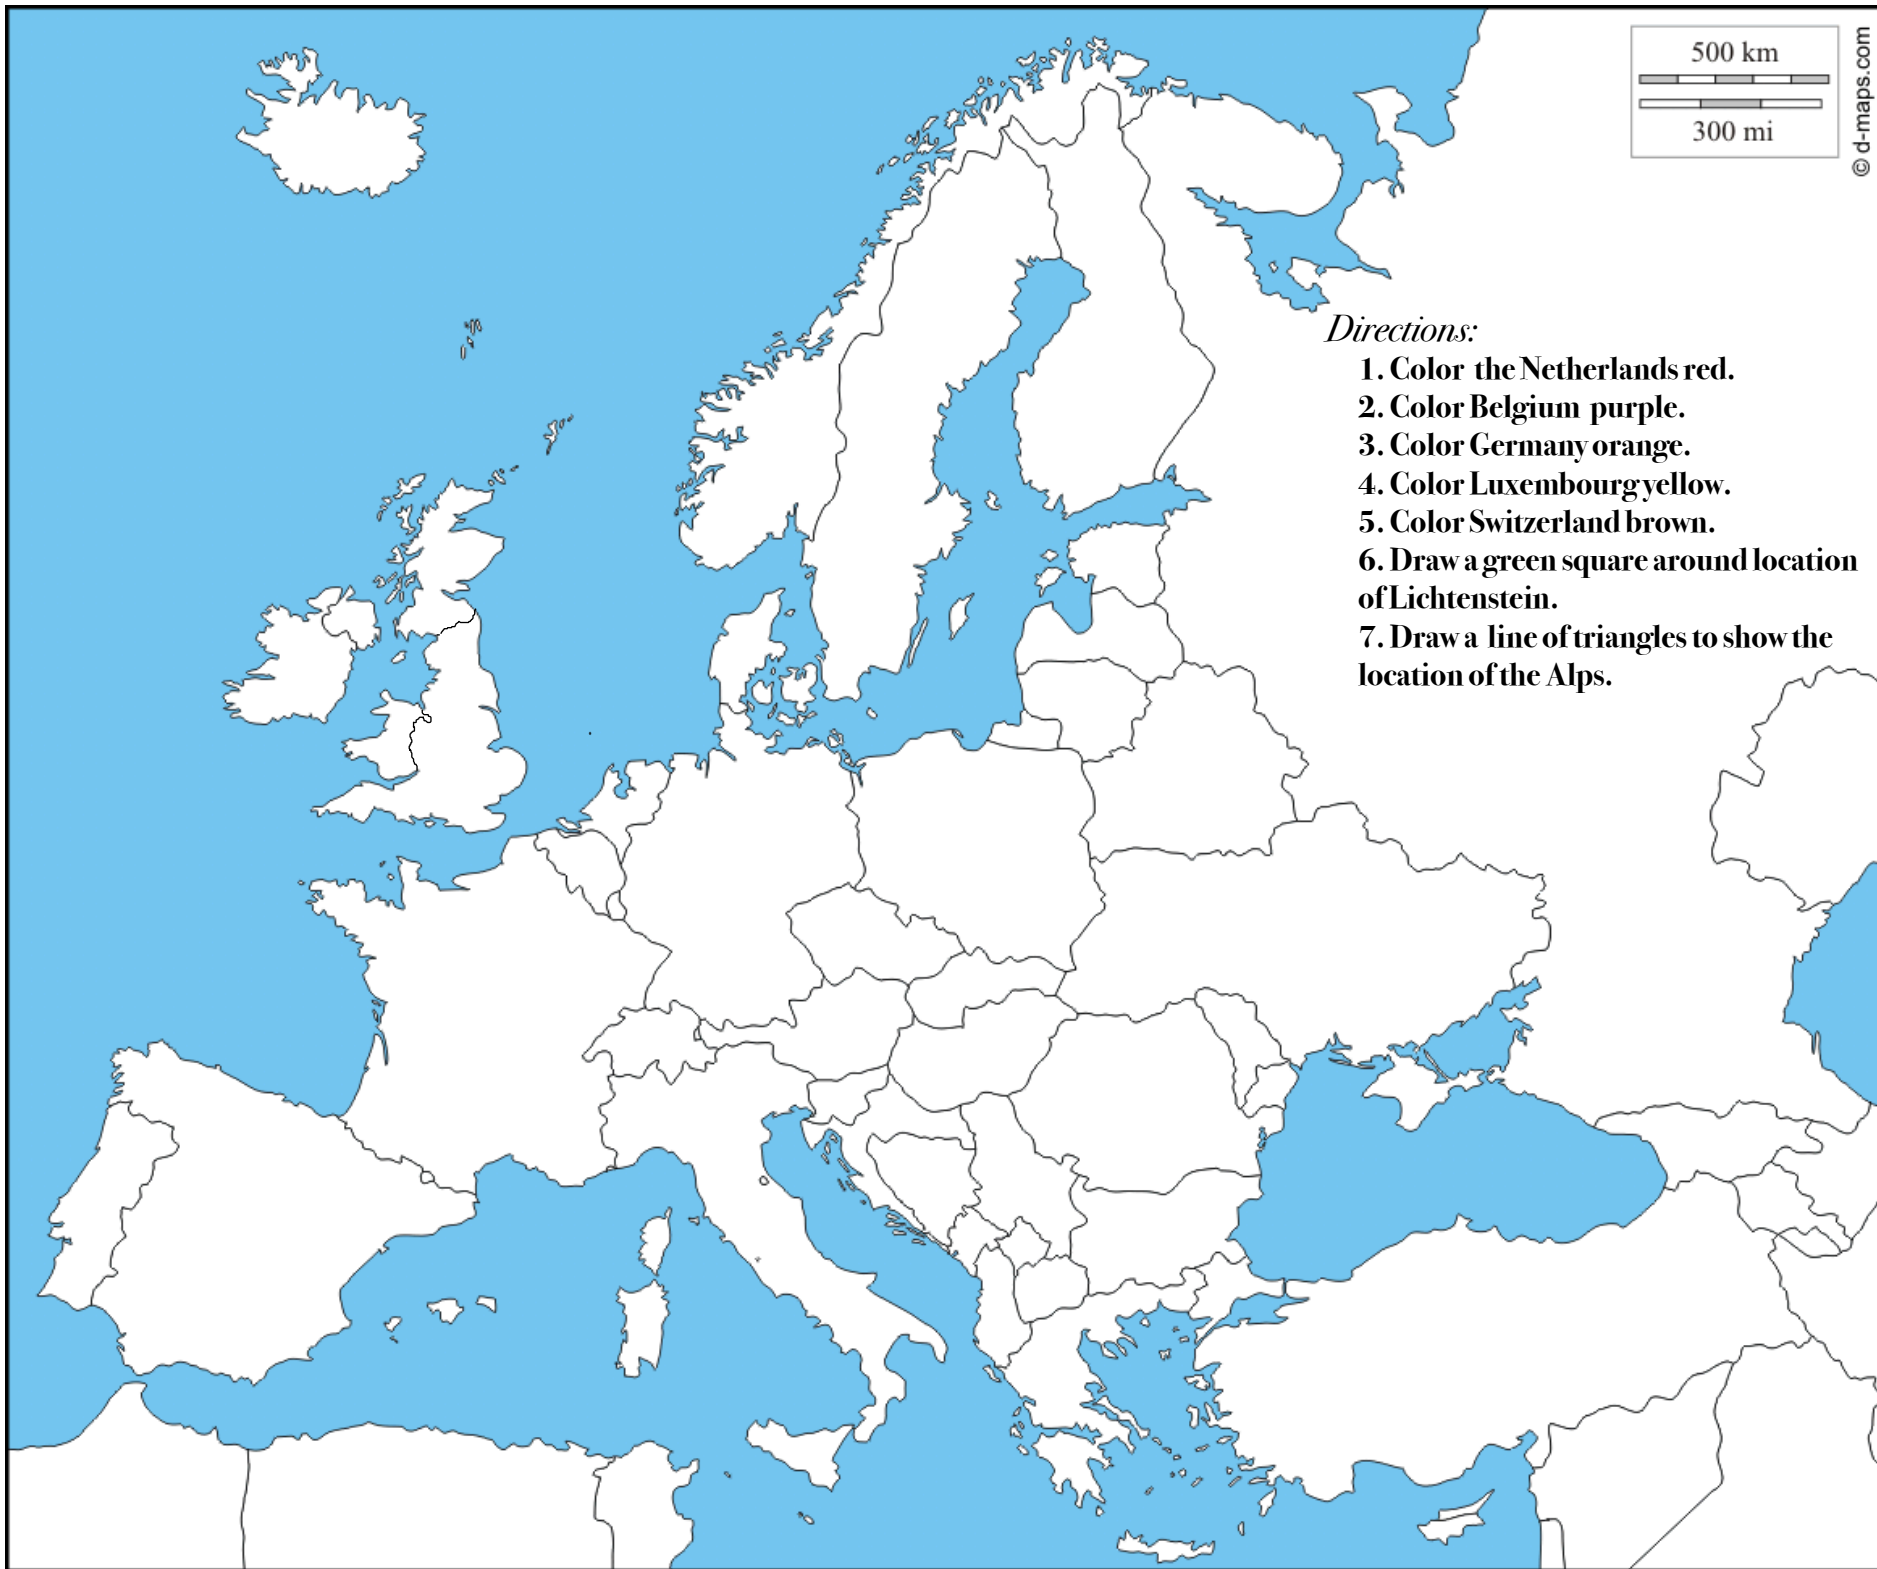 500 km
300 mi
© d-maps.com
Directions:
1. Color the Netherlands red.
2. Color Belgium purple.
3. Color Germany orange.
4. Color Luxembourg yellow.
5. Color Switzerland brown.
6. Draw a green square around location
of Lichtenstein.
7. Draw a line of triangles to show the
location of the Alps.